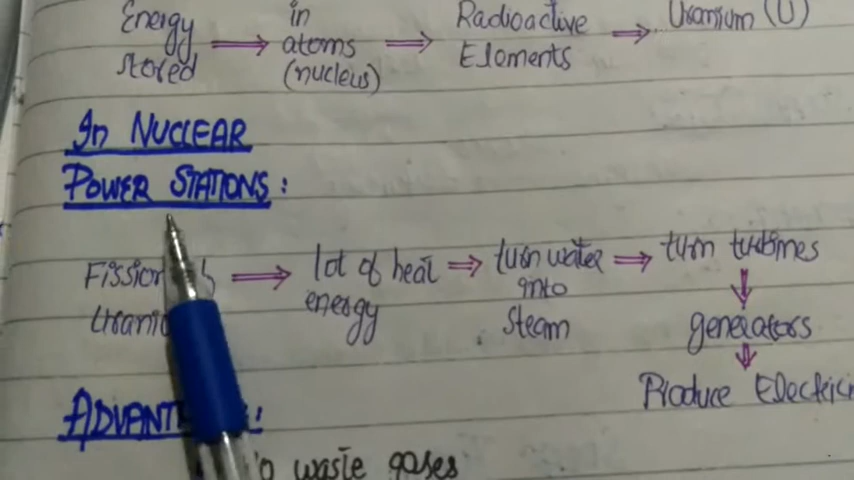 Energy stored ⟹ in atoms (nucleus) ⟹ Radioactive Elements ⟹ Uranium (U)
In NUCLEAR
POWER STATIONS:
Fission ⟹ lot of heat energy ⟹ turn water into steam ⟹ turn turbines
⇓
generators
⇓
Produce
:
waste gases